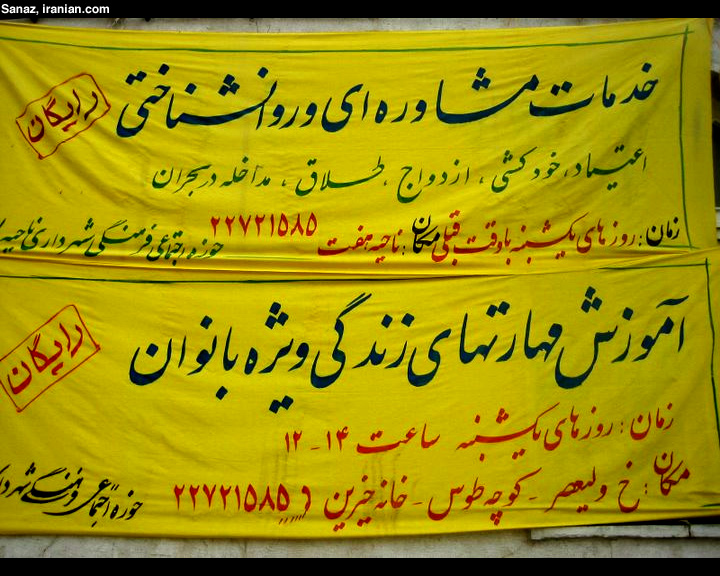 Sanaz, iranian.com
خدمات مشاوره ای و روانشناختی
رایگان
اعتیاد، خودکشی، ازدواج، طلاق، مداخله در بحران
زمان: روزهای یکشنبه با وقت قبلی مکان: ناحیه هفت ۲۲۷۲۱۵۸۵
حوزه اجتماعی فرهنگی شهرداری ناحیه
آموزش مهارتهای زندگی ویژه بانوان
رایگان
زمان: روزهای یکشنبه ساعت ۱۴-۱۲
مکان: خ ولیعصر - کوچه طوس - خانه خیرین ۲۲۷۲۱۵۸۵
حوزه اجتماعی و فرهنگی